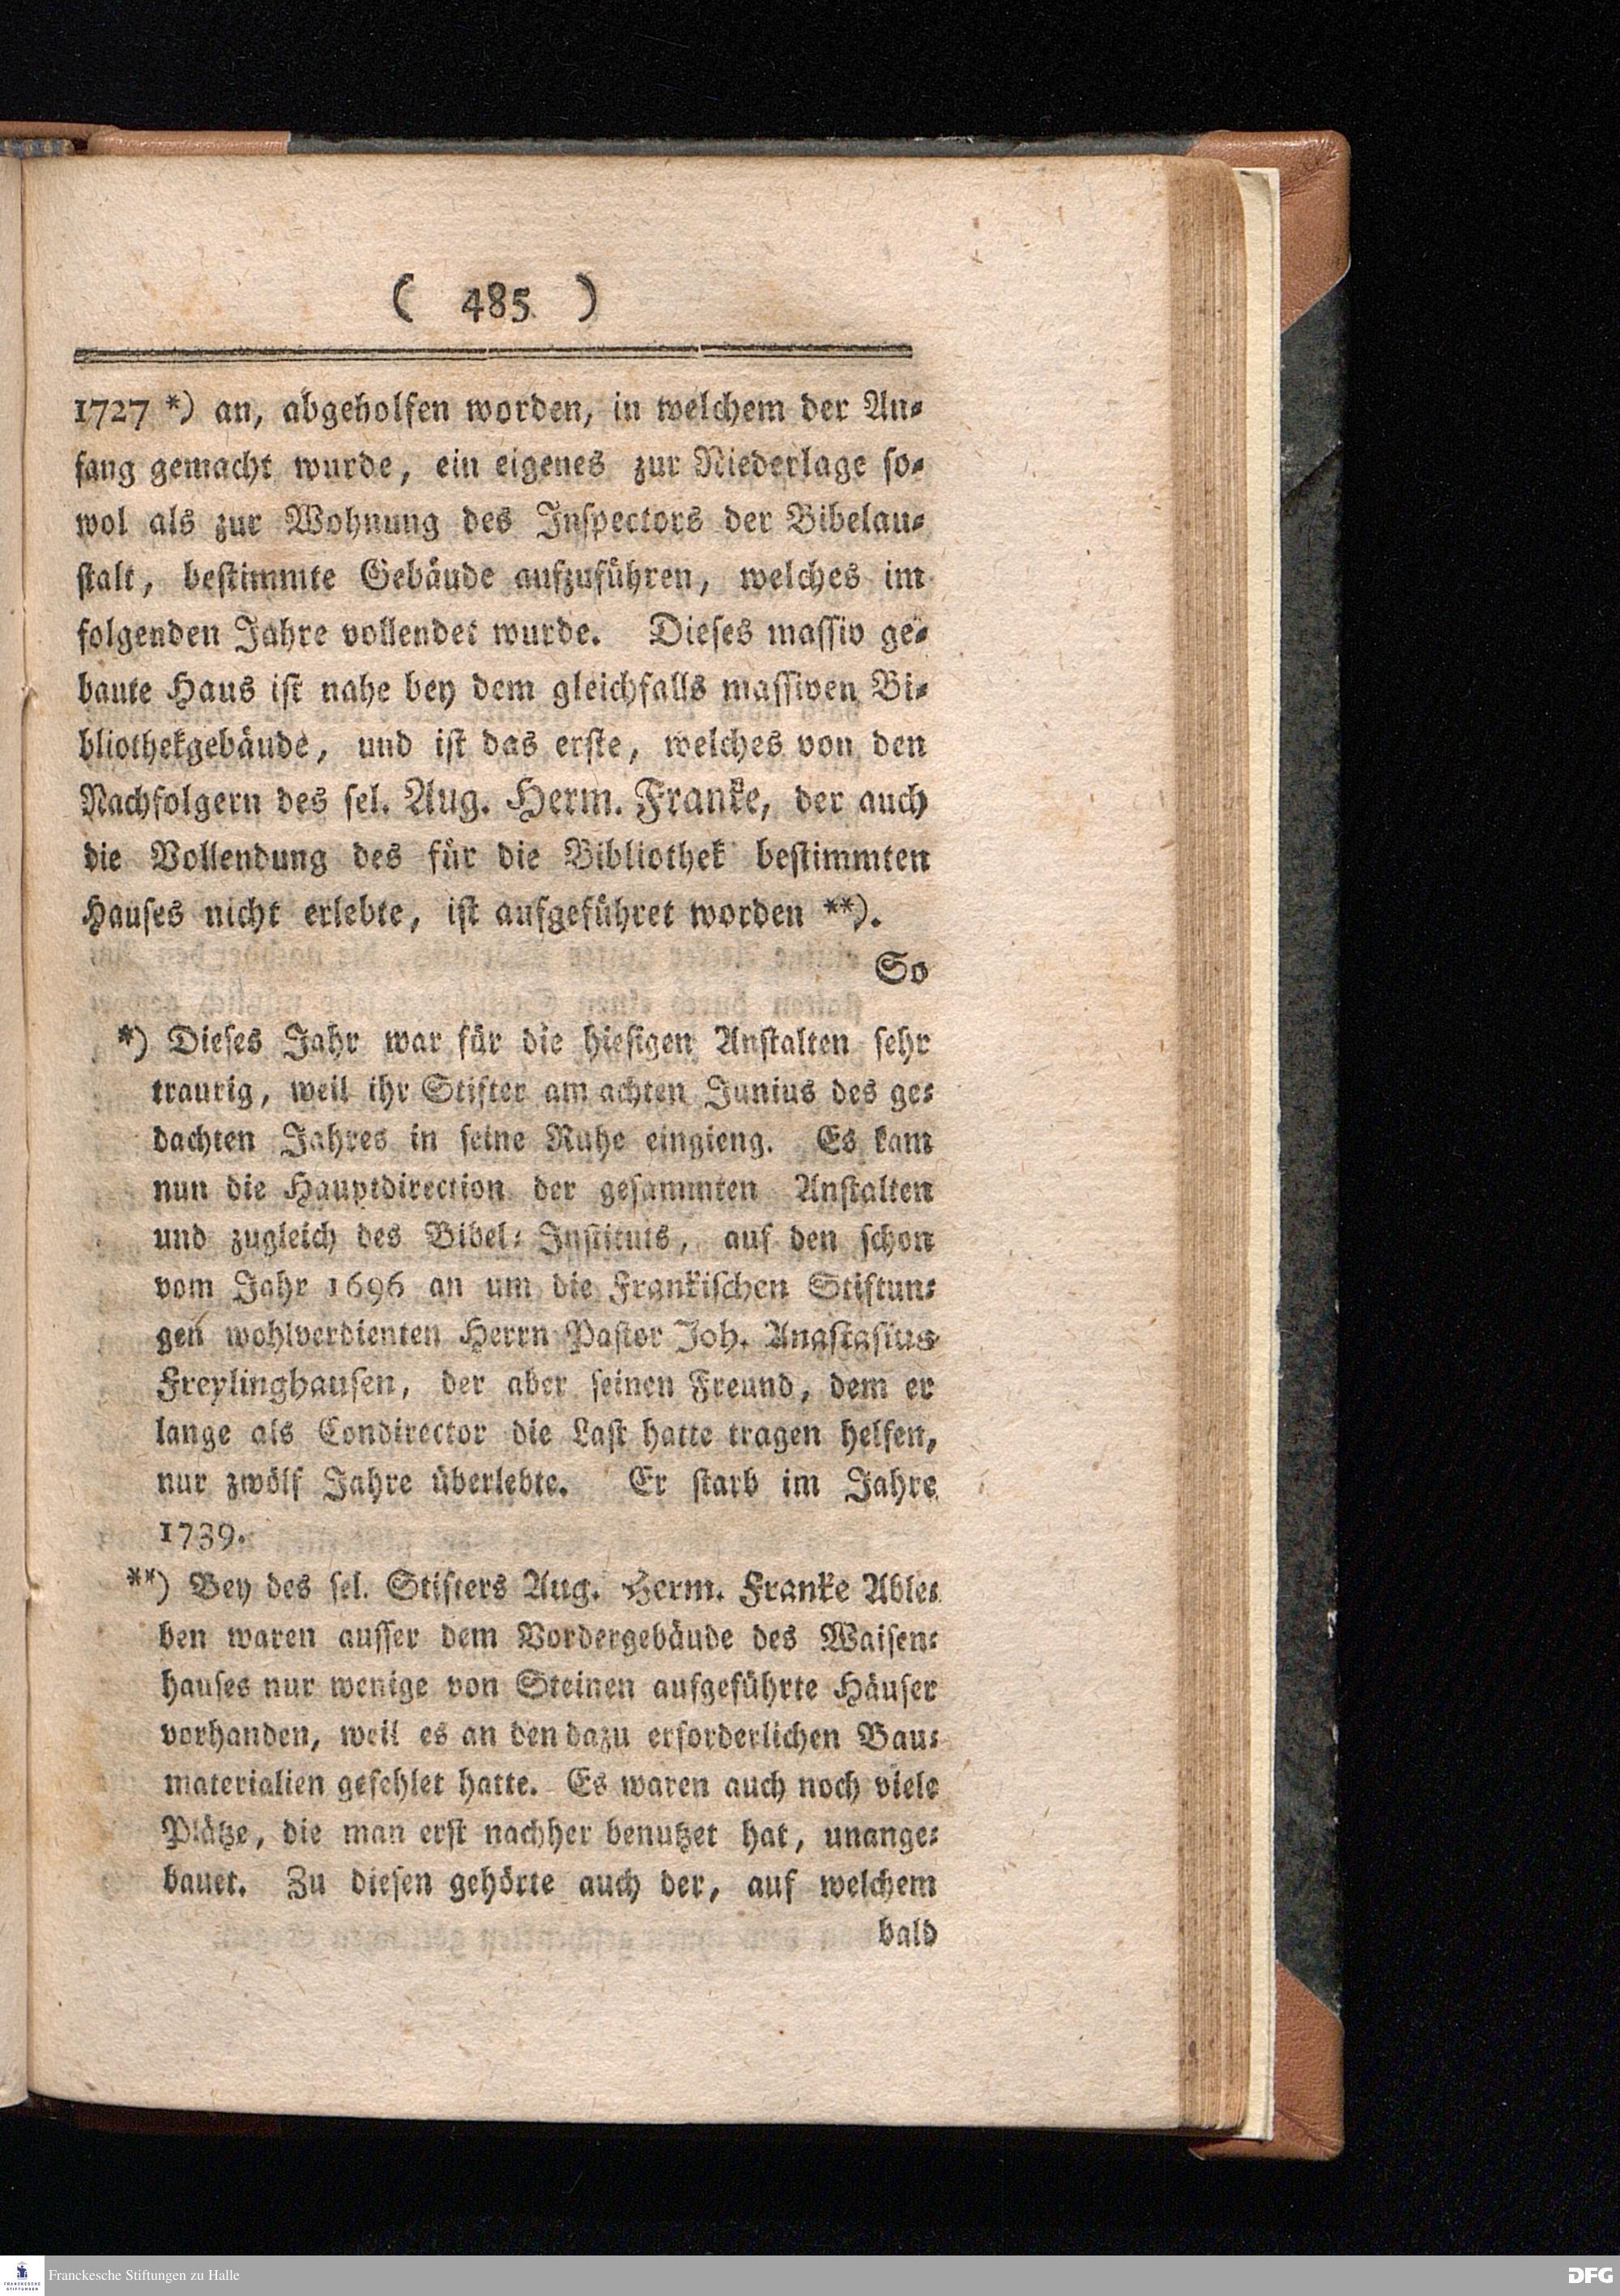 ( 485 )
1727 *) an, abgeholfen worden, in welchem der An⸗
fang gemacht wurde, ein eigenes zur Niederlage so⸗
wol als zur Wohnung des Inspectors der Bibelan⸗
stalt, bestimmte Gebäude aufzuführen, welches im
folgenden Jahre vollendet wurde. Dieses massiv ge⸗
baute Haus ist nahe bey dem gleichfalls massiven Bi⸗
bliothekgebäude, und ist das erste, welches von den
Nachfolgern des sel. Aug. Herm. Franke, der auch
die Vollendung des für die Bibliothek bestimmten
Hauses nicht erlebte, ist aufgeführet worden **).
So
*) Dieses Jahr war für die hiesigen Anstalten sehr
traurig, weil ihr Stifter am achten Junius des ge⸗
dachten Jahres in seine Ruhe eingieng. Es kam
nun die Hauptdirection der gesammten Anstalten
und zugleich des Bibel⸗Instituts, auf den schon
vom Jahr 1696 an um die Frankischen Stiftun⸗
gen wohlverdienten Herrn Pastor Joh. Anastasius
Freylinghausen, der aber seinen Freund, dem er
lange als Condirector die Last hatte tragen helfen,
nur zwölf Jahre überlebte. Er starb im Jahre
1739.
**) Bey des sel. Stifters Aug. Herm. Franke Able⸗
ben waren ausser dem Vordergebäude des Waisen⸗
hauses nur wenige von Steinen aufgeführte Häuser
vorhanden, weil es an den dazu erforderlichen Bau⸗
materialien gefehlet hatte. Es waren auch noch viele
Plätze, die man erst nachher benutzet hat, unange⸗
bauet. Zu diesen gehörte auch der, auf welchem
bald
FRANCKESCHE STIFTUNGEN
Franckesche Stiftungen zu Halle
DFG